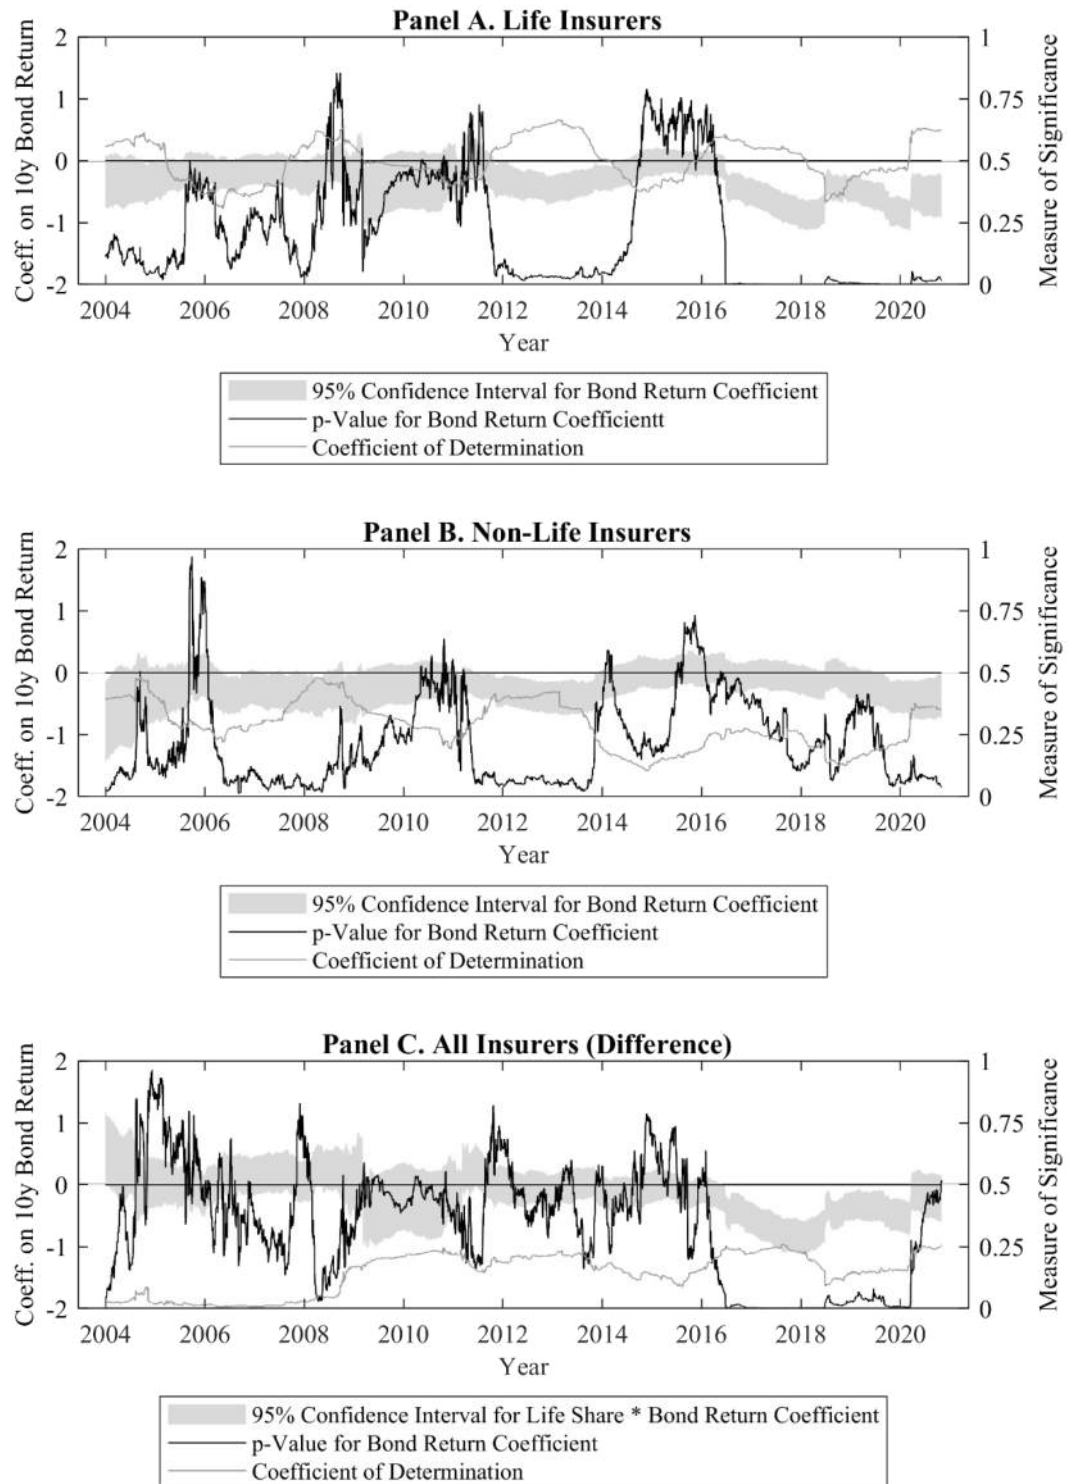 Panel A. Life Insurers
Coeff. on 10y Bond Return
2
1
0
-1
-2
1
0.75
0.5
0.25
0
Measure of Significance
2004 2006 2008 2010 2012 2014 2016 2018 2020
Year
95% Confidence Interval for Bond Return Coefficient
p-Value for Bond Return Coefficientt
Coefficient of Determination
Panel B. Non-Life Insurers
Coeff. on 10y Bond Return
2
1
0
-1
-2
1
0.75
0.5
0.25
0
Measure of Significance
2004 2006 2008 2010 2012 2014 2016 2018 2020
Year
95% Confidence Interval for Bond Return Coefficient
p-Value for Bond Return Coefficient
Coefficient of Determination
Panel C. All Insurers (Difference)
Coeff. on 10y Bond Return
2
1
0
-1
-2
1
0.75
0.5
0.25
0
Measure of Significance
2004 2006 2008 2010 2012 2014 2016 2018 2020
Year
95% Confidence Interval for Life Share * Bond Return Coefficient
p-Value for Bond Return Coefficient
Coefficient of Determination